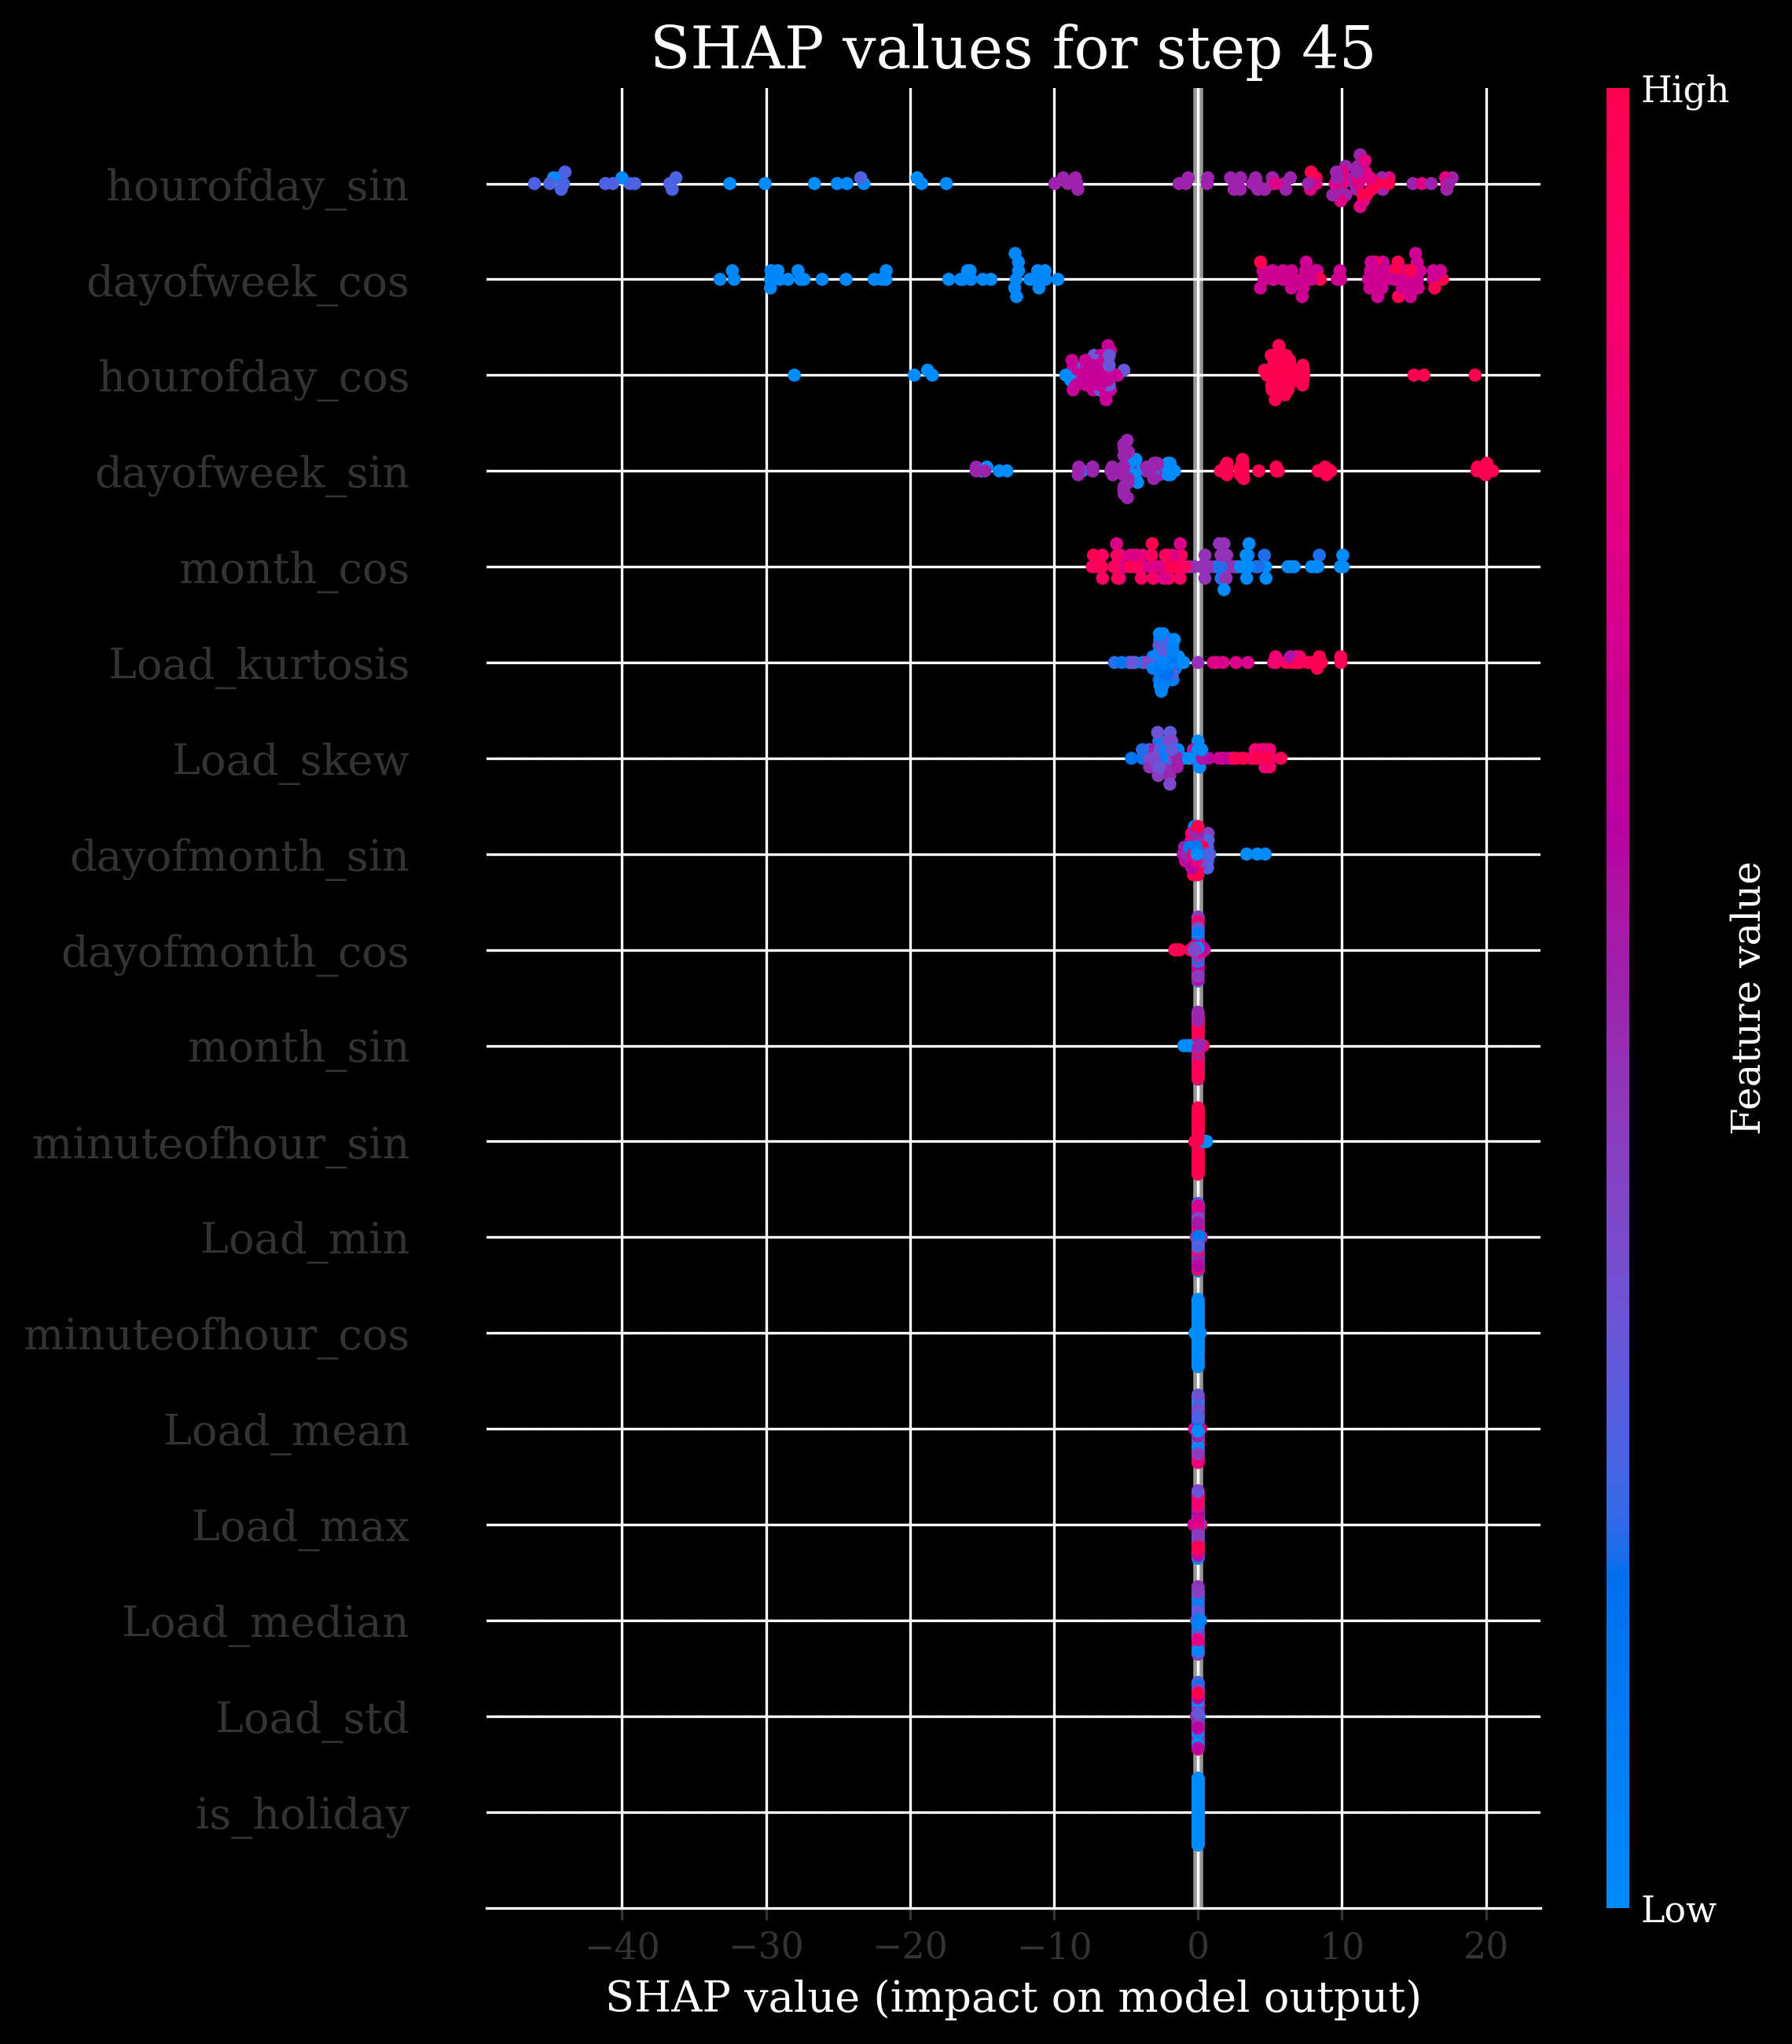 SHAP values for step 45
High
hourofday_sin
dayofweek_cos
hourofday_cos
dayofweek_sin
month_cos
Load_kurtosis
Load_skew
dayofmonth_sin
dayofmonth_cos
month_sin
minuteofhour_sin
Load_min
minuteofhour_cos
Load_mean
Load_max
Load_median
Load_std
is_holiday
Feature value
Low
−40 −30 −20 −10 0 10 20
SHAP value (impact on model output)